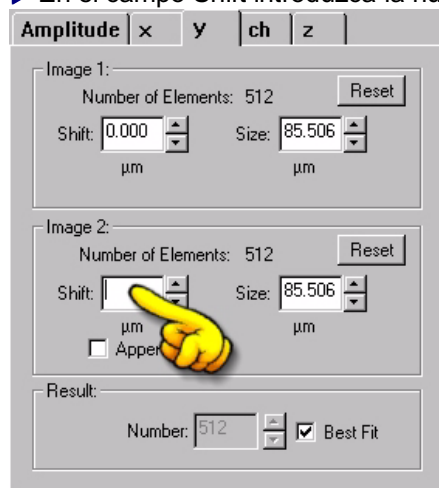 En el campo Shift introduzca la
Amplitude x y ch z
Image 1:
Number of Elements: 512 Reset
Shift: 0.000 Size: 85.506
µm µm
Image 2:
Number of Elements: 512 Reset
Shift: Size: 85.506
µm µm
Result:
Number: 512 Best Fit